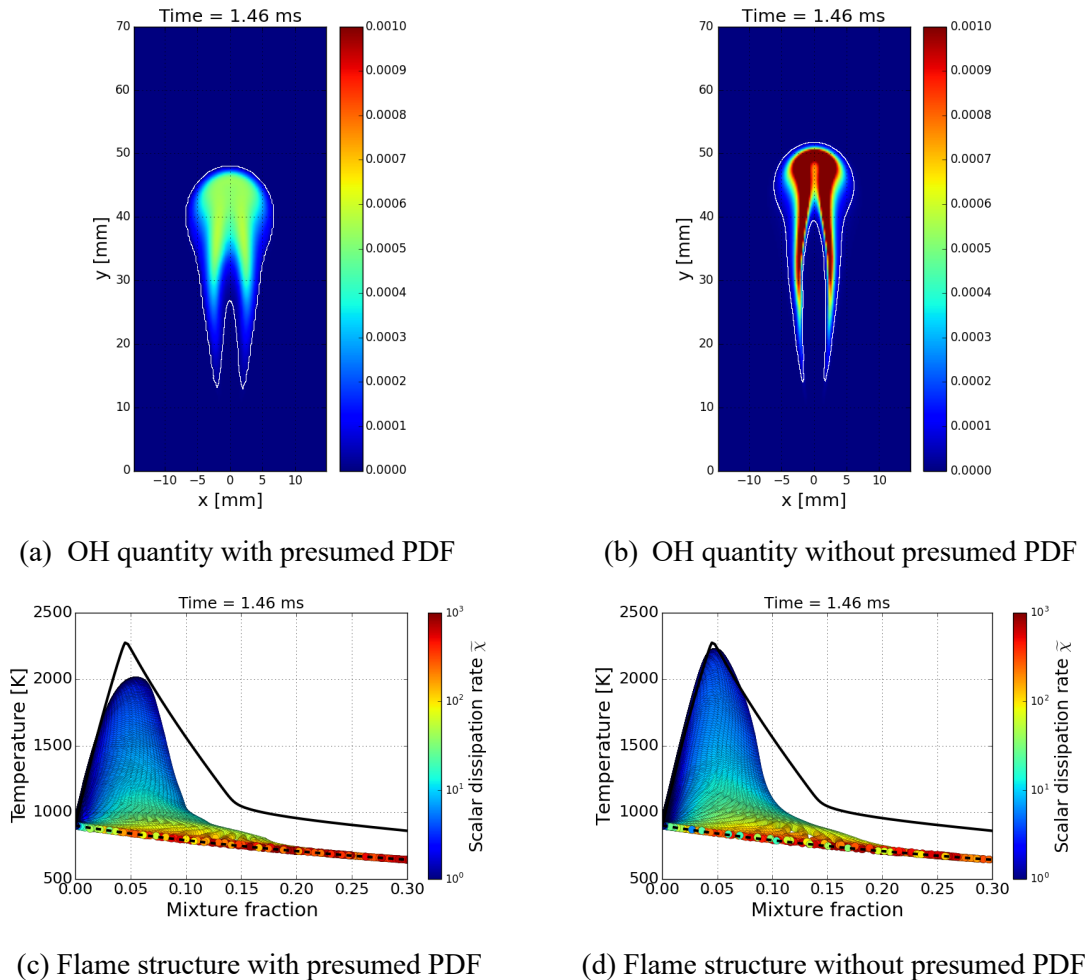 Time = 1.46 ms
70
60
50
40
30
20
10
0
y [mm]
−10 −5 0 5 10
x [mm]
0.0010
0.0009
0.0008
0.0007
0.0006
0.0005
0.0004
0.0003
0.0002
0.0001
0.0000
Time = 1.46 ms
70
60
50
40
30
20
10
0
y [mm]
−10 −5 0 5 10
x [mm]
0.0010
0.0009
0.0008
0.0007
0.0006
0.0005
0.0004
0.0003
0.0002
0.0001
0.0000
(a) OH quantity with presumed PDF
(b) OH quantity without presumed PDF
Time = 1.46 ms
2500
2000
1500
1000
500
Temperature [K]
0.00 0.05 0.10 0.15 0.20 0.25 0.30
Mixture fraction
10³
10²
10¹
10⁰
Scalar dissipation rate χ̃
Time = 1.46 ms
2500
2000
1500
1000
500
Temperature [K]
0.00 0.05 0.10 0.15 0.20 0.25 0.30
Mixture fraction
10³
10²
10¹
10⁰
Scalar dissipation rate χ̃
(c) Flame structure with presumed PDF
(d) Flame structure without presumed PDF